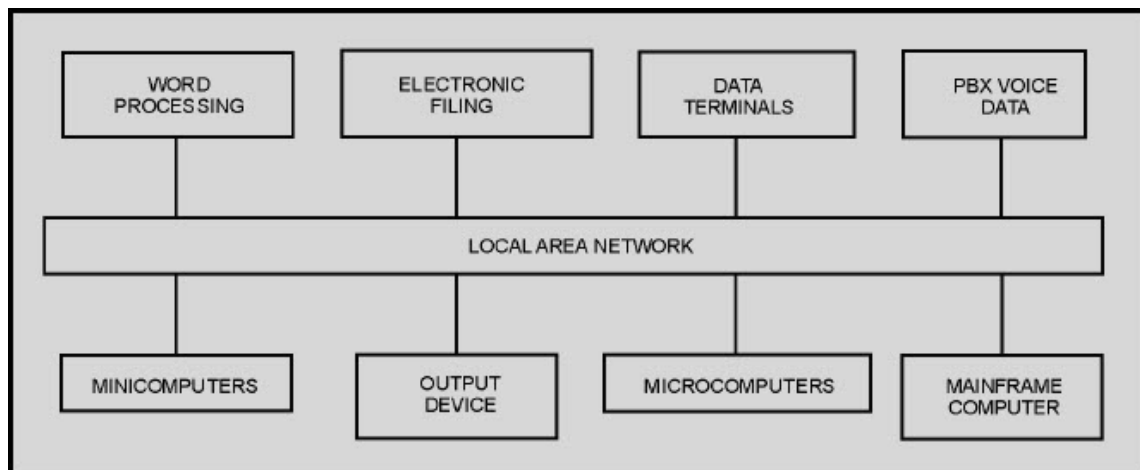 WORD
PROCESSING
ELECTRONIC
FILING
DATA
TERMINALS
PBX VOICE
DATA
LOCAL AREA NETWORK
MINICOMPUTERS
OUTPUT
DEVICE
MICROCOMPUTERS
MAINFRAME
COMPUTER